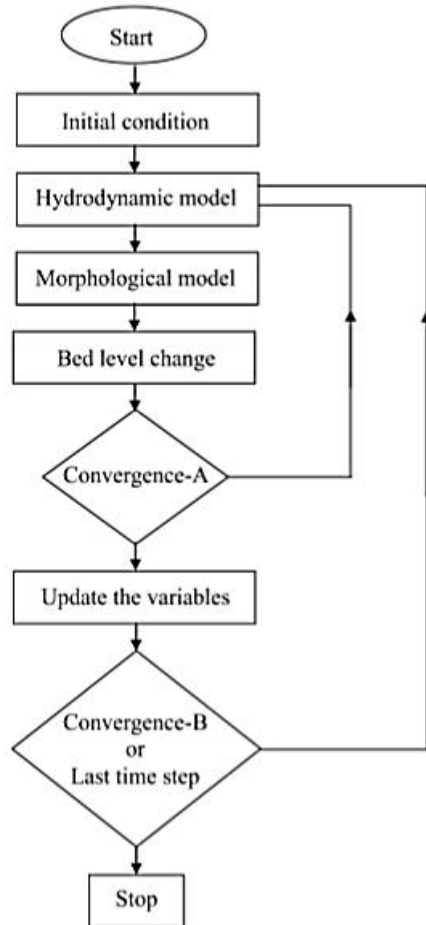 Start
Initial condition
Hydrodynamic model
Morphological model
Bed level change
Convergence-A
Update the variables
Convergence-B
or
Last time step
Stop